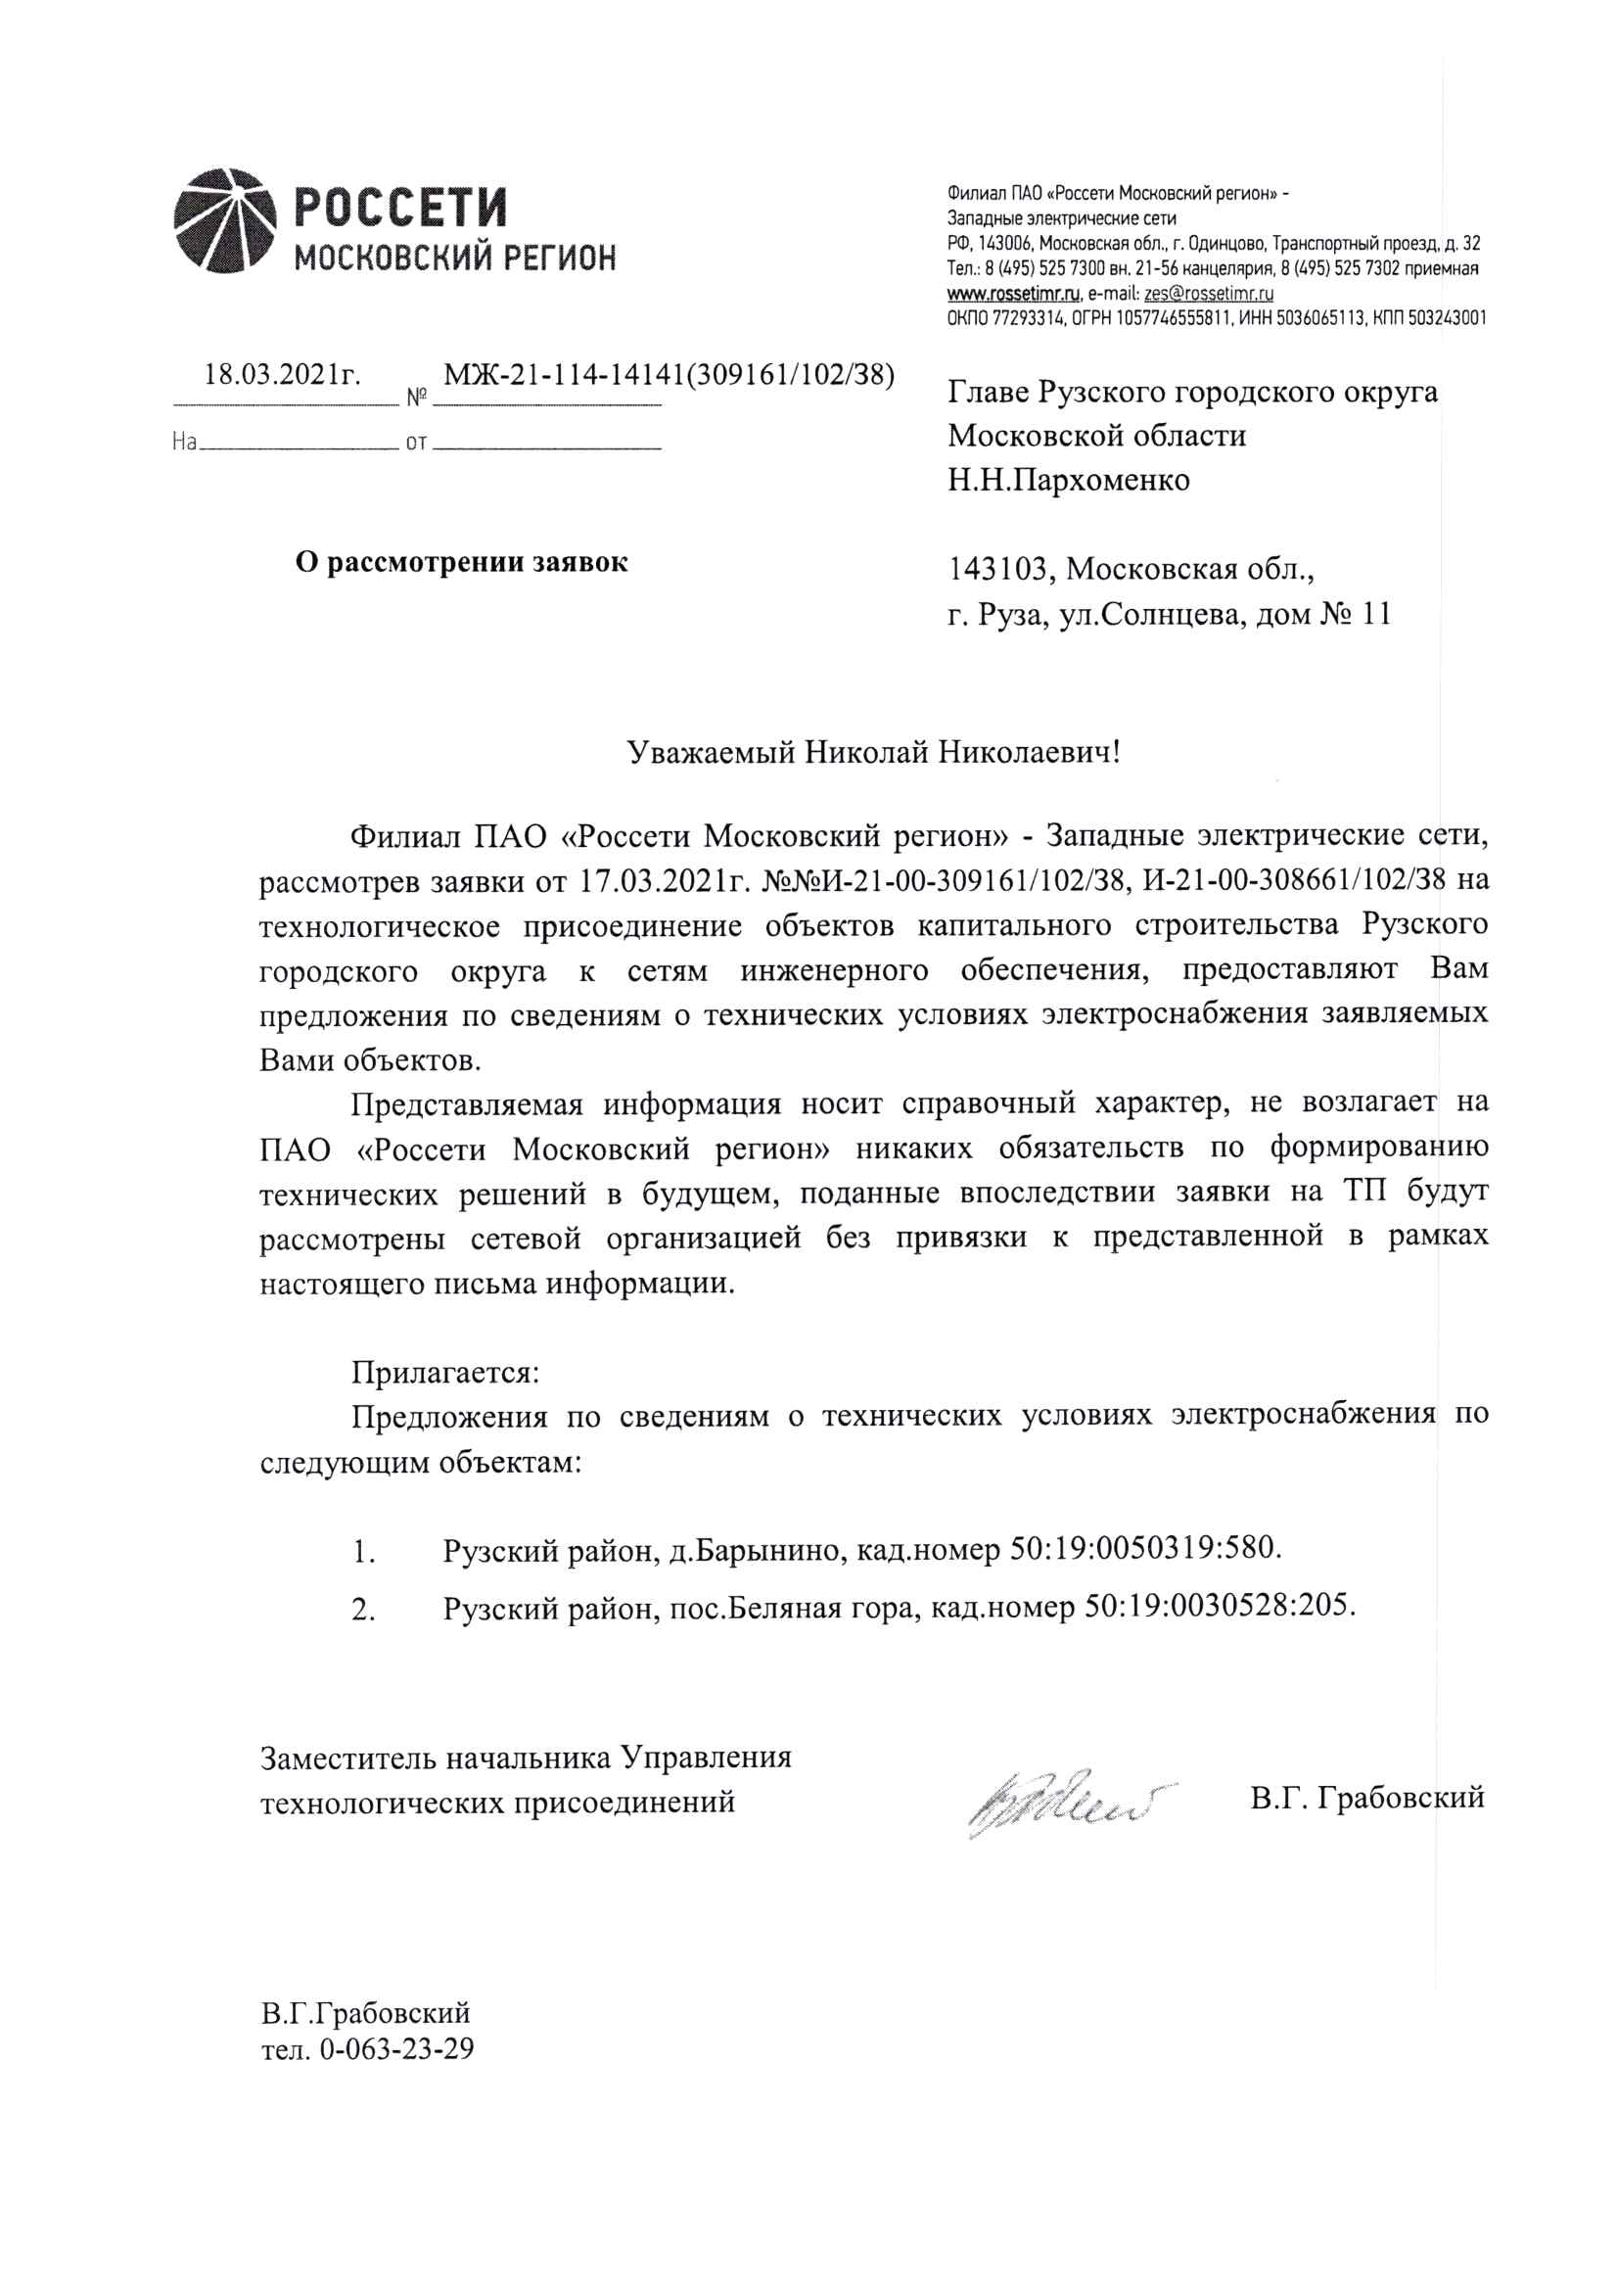 РОССЕТИ
МОСКОВСКИЙ РЕГИОН
Филиал ПАО «Россети Московский регион» -
Западные электрические сети
РФ, 143006, Московская обл., г. Одинцово, Транспортный проезд, д. 32
Тел.: 8 (495) 525 7300 вн. 21-56 канцелярия, 8 (495) 525 7302 приемная
www.rossetimr.ru, e-mail: zes@rossetimr.ru
ОКПО 77293314, ОГРН 1057746555811, ИНН 5036065113, КПП 503243001
18.03.2021г. № МЖ-21-114-14141(309161/102/38)
На от
Главе Рузского городского округа
Московской области
Н.Н.Пархоменко
О рассмотрении заявок
143103, Московская обл.,
г. Руза, ул.Солнцева, дом № 11
Уважаемый Николай Николаевич!
Филиал ПАО «Россети Московский регион» - Западные электрические сети,
рассмотрев заявки от 17.03.2021г. №№И-21-00-309161/102/38, И-21-00-308661/102/38 на
технологическое присоединение объектов капитального строительства Рузского
городского округа к сетям инженерного обеспечения, предоставляют Вам
предложения по сведениям о технических условиях электроснабжения заявляемых
Вами объектов.
Представляемая информация носит справочный характер, не возлагает на
ПАО «Россети Московский регион» никаких обязательств по формированию
технических решений в будущем, поданные впоследствии заявки на ТП будут
рассмотрены сетевой организацией без привязки к представленной в рамках
настоящего письма информации.
Прилагается:
Предложения по сведениям о технических условиях электроснабжения по
следующим объектам:
1. Рузский район, д.Барынино, кад.номер 50:19:0050319:580.
2. Рузский район, пос.Беляная гора, кад.номер 50:19:0030528:205.
Заместитель начальника Управления
технологических присоединений
В.Г. Грабовский
В.Г.Грабовский
тел. 0-063-23-29